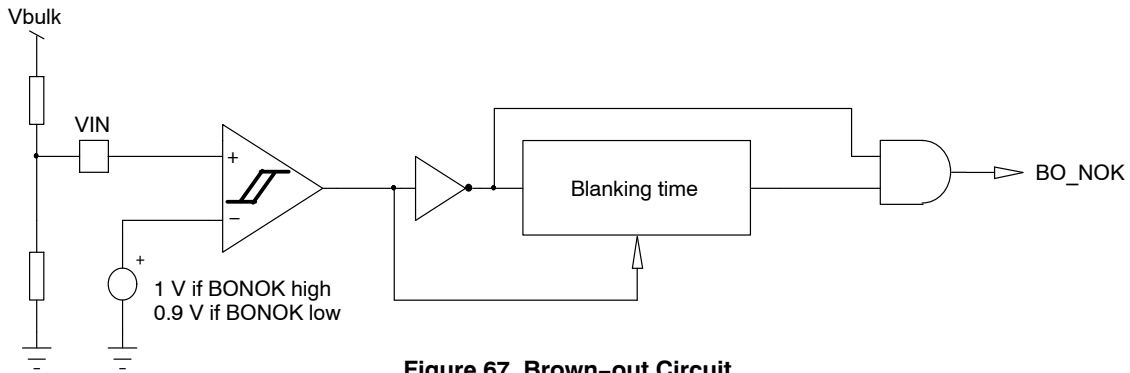 Vbulk
VIN
+
−
+
1 V if BONOK high
0.9 V if BONOK low
Blanking time
BO_NOK
Figure 67. Brown−out Circuit